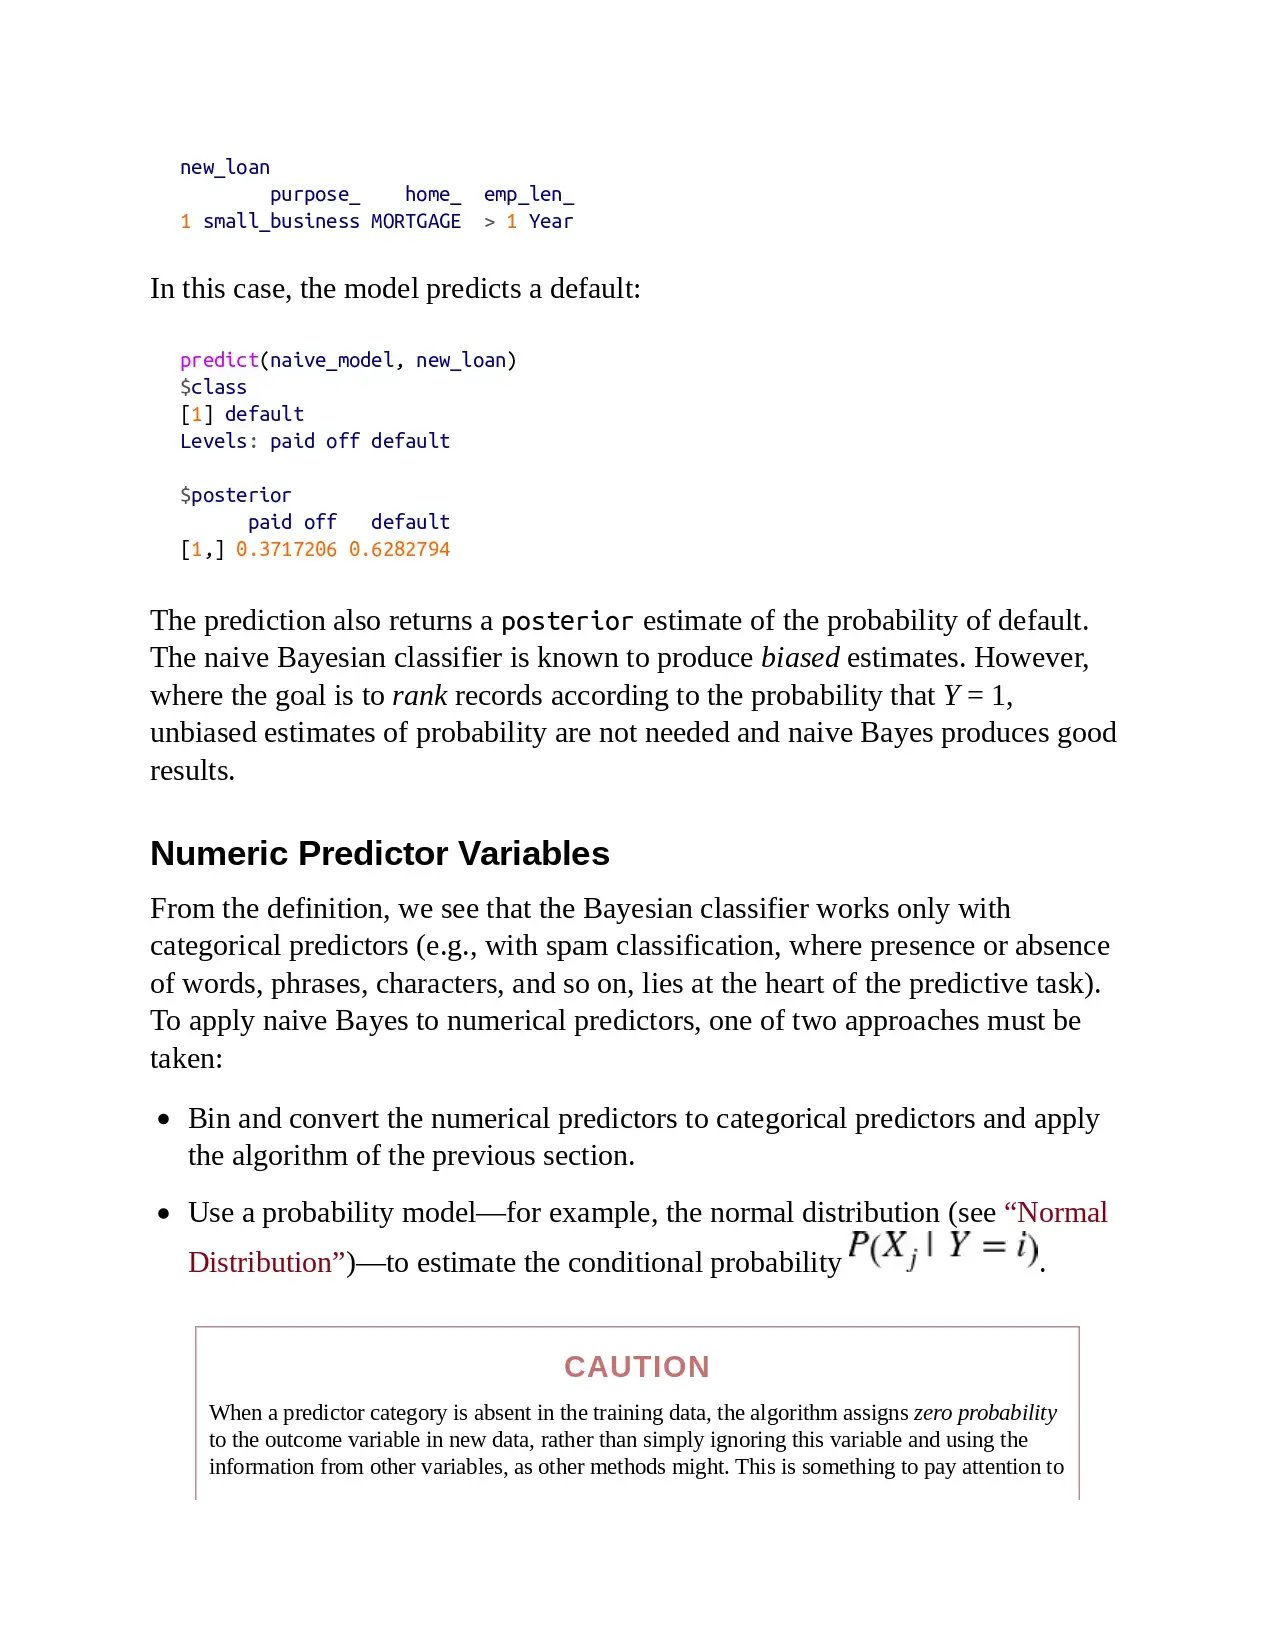 new_loan
purpose_ home_ emp_len_
1 small_business MORTGAGE > 1 Year
In this case, the model predicts a default:
predict(naive_model, new_loan)
$class
[1] default
Levels: paid off default
$posterior
paid off default
[1,] 0.3717206 0.6282794
The prediction also returns a posterior estimate of the probability of default.
The naive Bayesian classifier is known to produce biased estimates. However,
where the goal is to rank records according to the probability that Y = 1,
unbiased estimates of probability are not needed and naive Bayes produces good
results.
Numeric Predictor Variables
From the definition, we see that the Bayesian classifier works only with
categorical predictors (e.g., with spam classification, where presence or absence
of words, phrases, characters, and so on, lies at the heart of the predictive task).
To apply naive Bayes to numerical predictors, one of two approaches must be
taken:
• Bin and convert the numerical predictors to categorical predictors and apply
the algorithm of the previous section.
• Use a probability model—for example, the normal distribution (see “Normal
Distribution”)—to estimate the conditional probability P(X_j | Y = i).
CAUTION
When a predictor category is absent in the training data, the algorithm assigns zero probability
to the outcome variable in new data, rather than simply ignoring this variable and using the
information from other variables, as other methods might. This is something to pay attention to